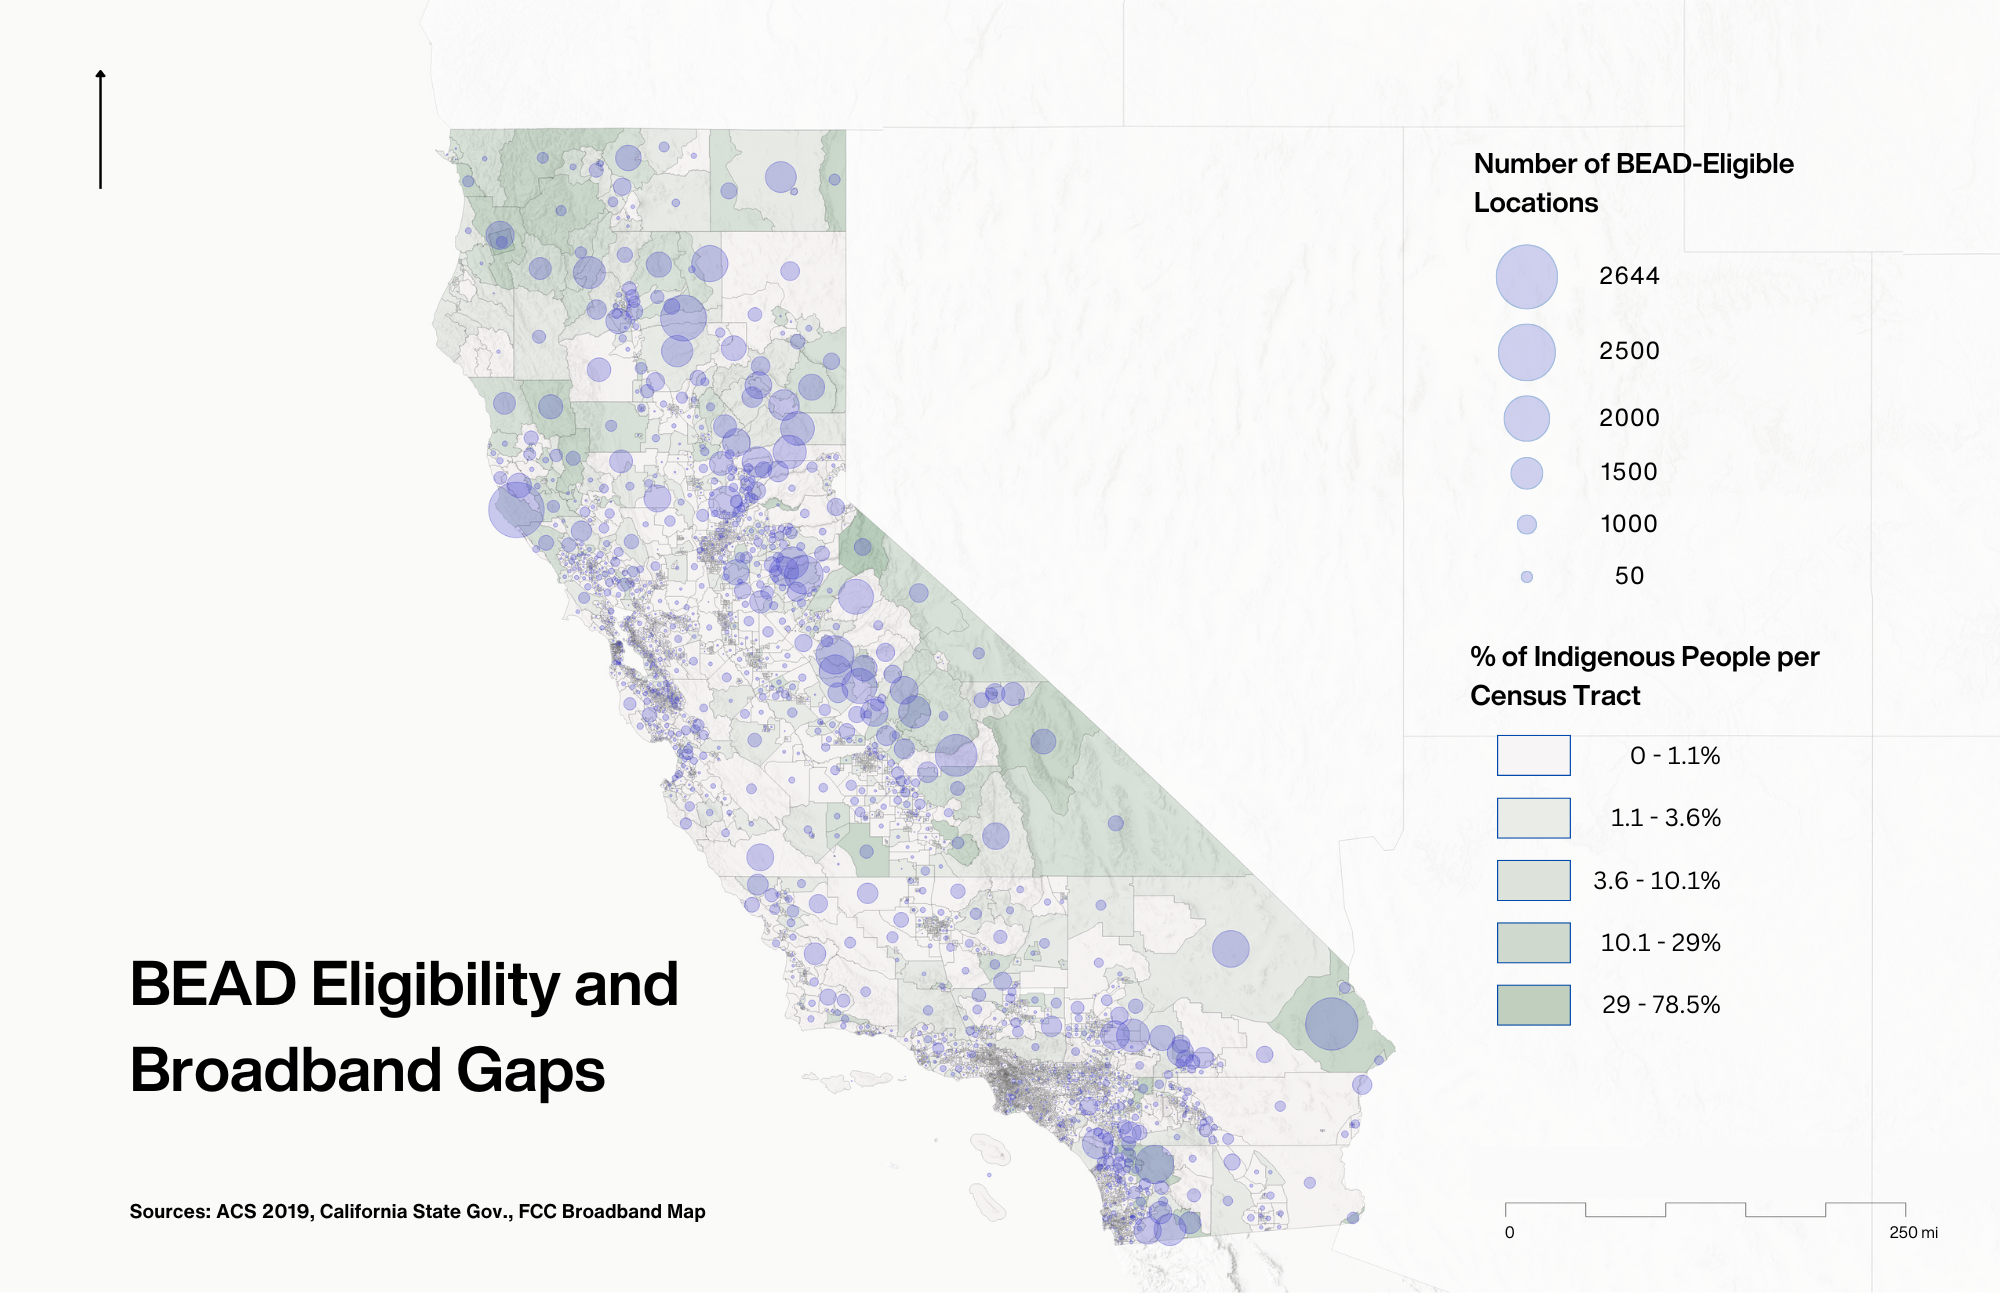 Number of BEAD-Eligible
Locations
2644
2500
2000
1500
1000
50
% of Indigenous People per
Census Tract
0 - 1.1%
1.1 - 3.6%
3.6 - 10.1%
10.1 - 29%
29 - 78.5%
BEAD Eligibility and
Broadband Gaps
Sources: ACS 2019, California State Gov., FCC Broadband Map
0
250 mi